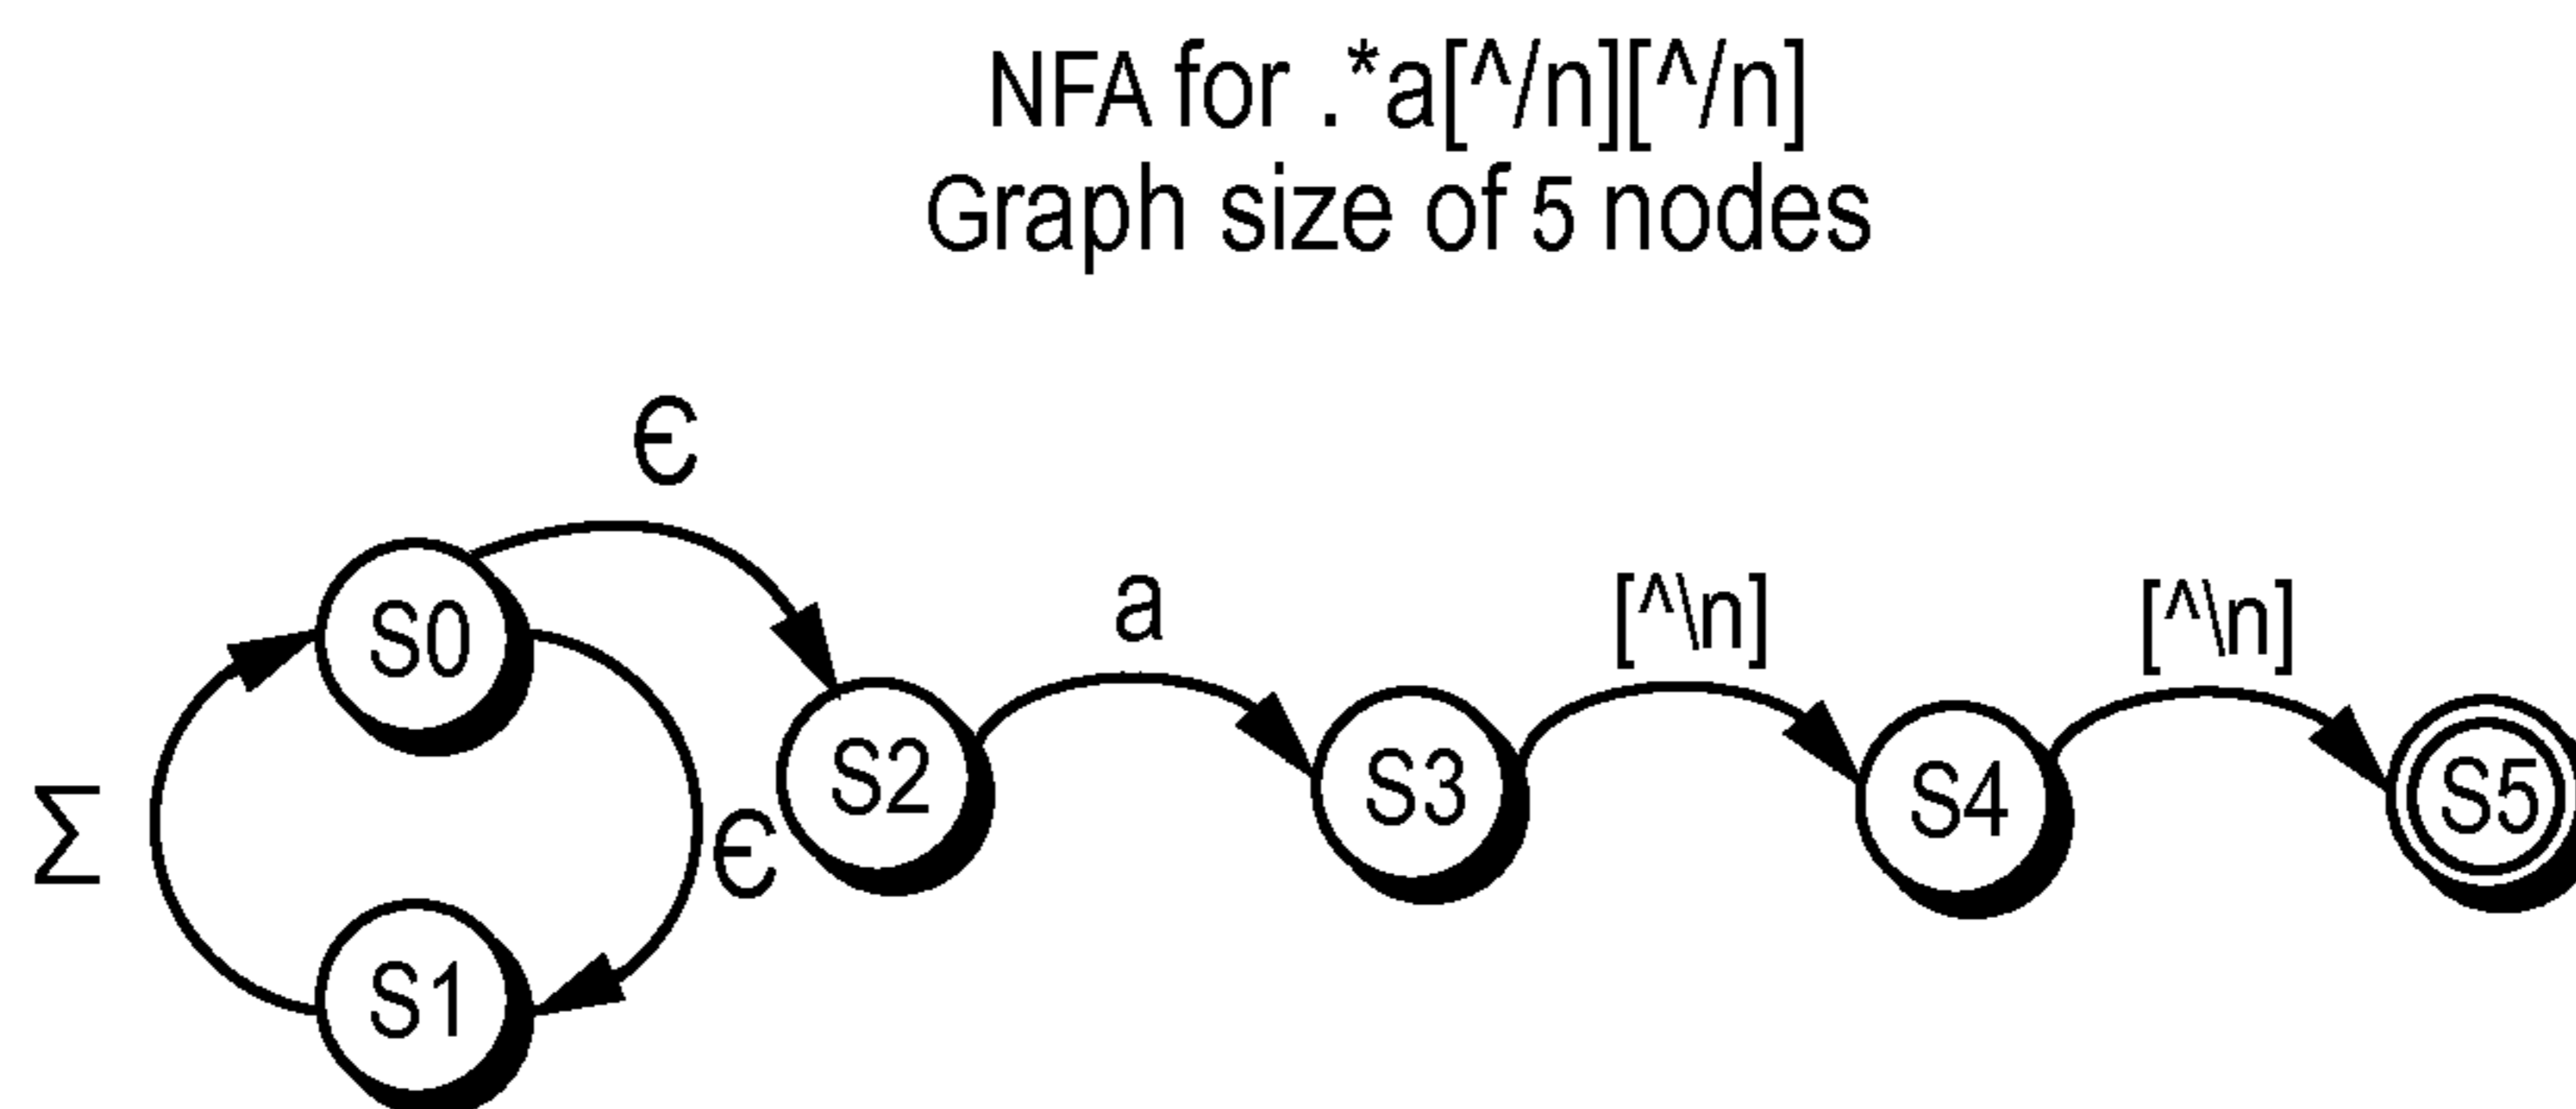 NFA for .*a[^/n][^/n]
Graph size of 5 nodes
Є
S0
a
[^\n]
[^\n]
S2
S3
S4
S5
∑
Є
S1